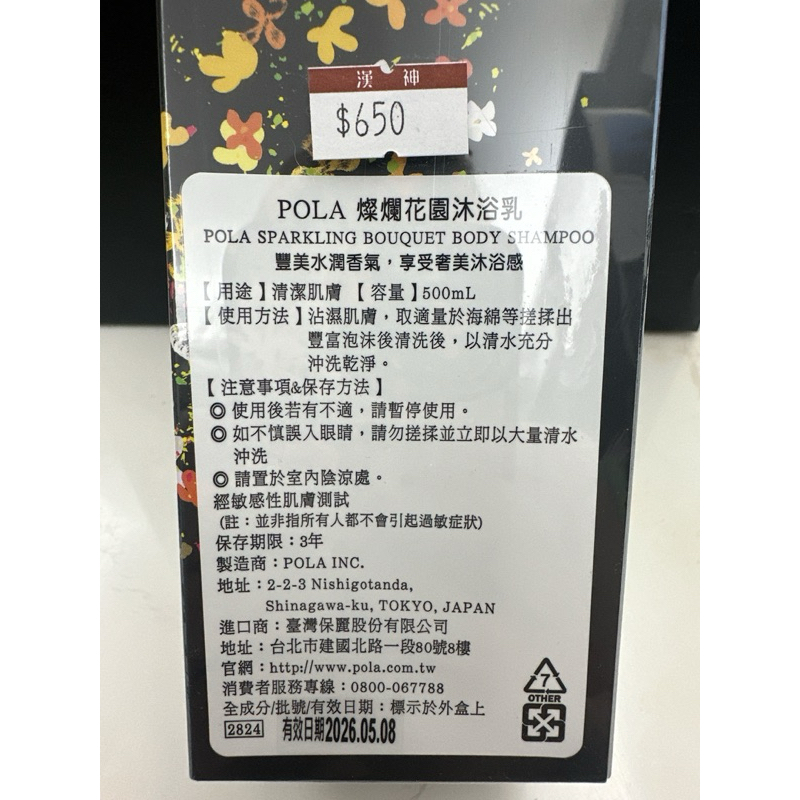 漢神
$650
POLA 燦爛花園沐浴乳
POLA SPARKLING BOUQUET BODY SHAMPOO
豐美水潤香氣，享受奢美沐浴感
【用途】清潔肌膚 【容量】500mL
【使用方法】沾濕肌膚，取適量於海綿等搓揉出
豐富泡沫後清洗後，以清水充分
沖洗乾淨。
【注意事項&保存方法】
◎ 使用後若有不適，請暫停使用。
◎ 如不慎誤入眼睛，請勿搓揉並立即以大量清水
沖洗
◎ 請置於室內陰涼處。
經敏感性肌膚測試
(註：並非指所有人都不會引起過敏症狀)
保存期限：3年
製造商：POLA INC.
地址：2-2-3 Nishigotanda,
Shinagawa-ku, TOKYO, JAPAN
進口商：臺灣保麗股份有限公司
地址：台北市建國北路一段80號8樓
官網：http://www.pola.com.tw
消費者服務專線：0800-067788
全成分/批號/有效日期：標示於外盒上
2824 有效日期2026.05.08
7
OTHER